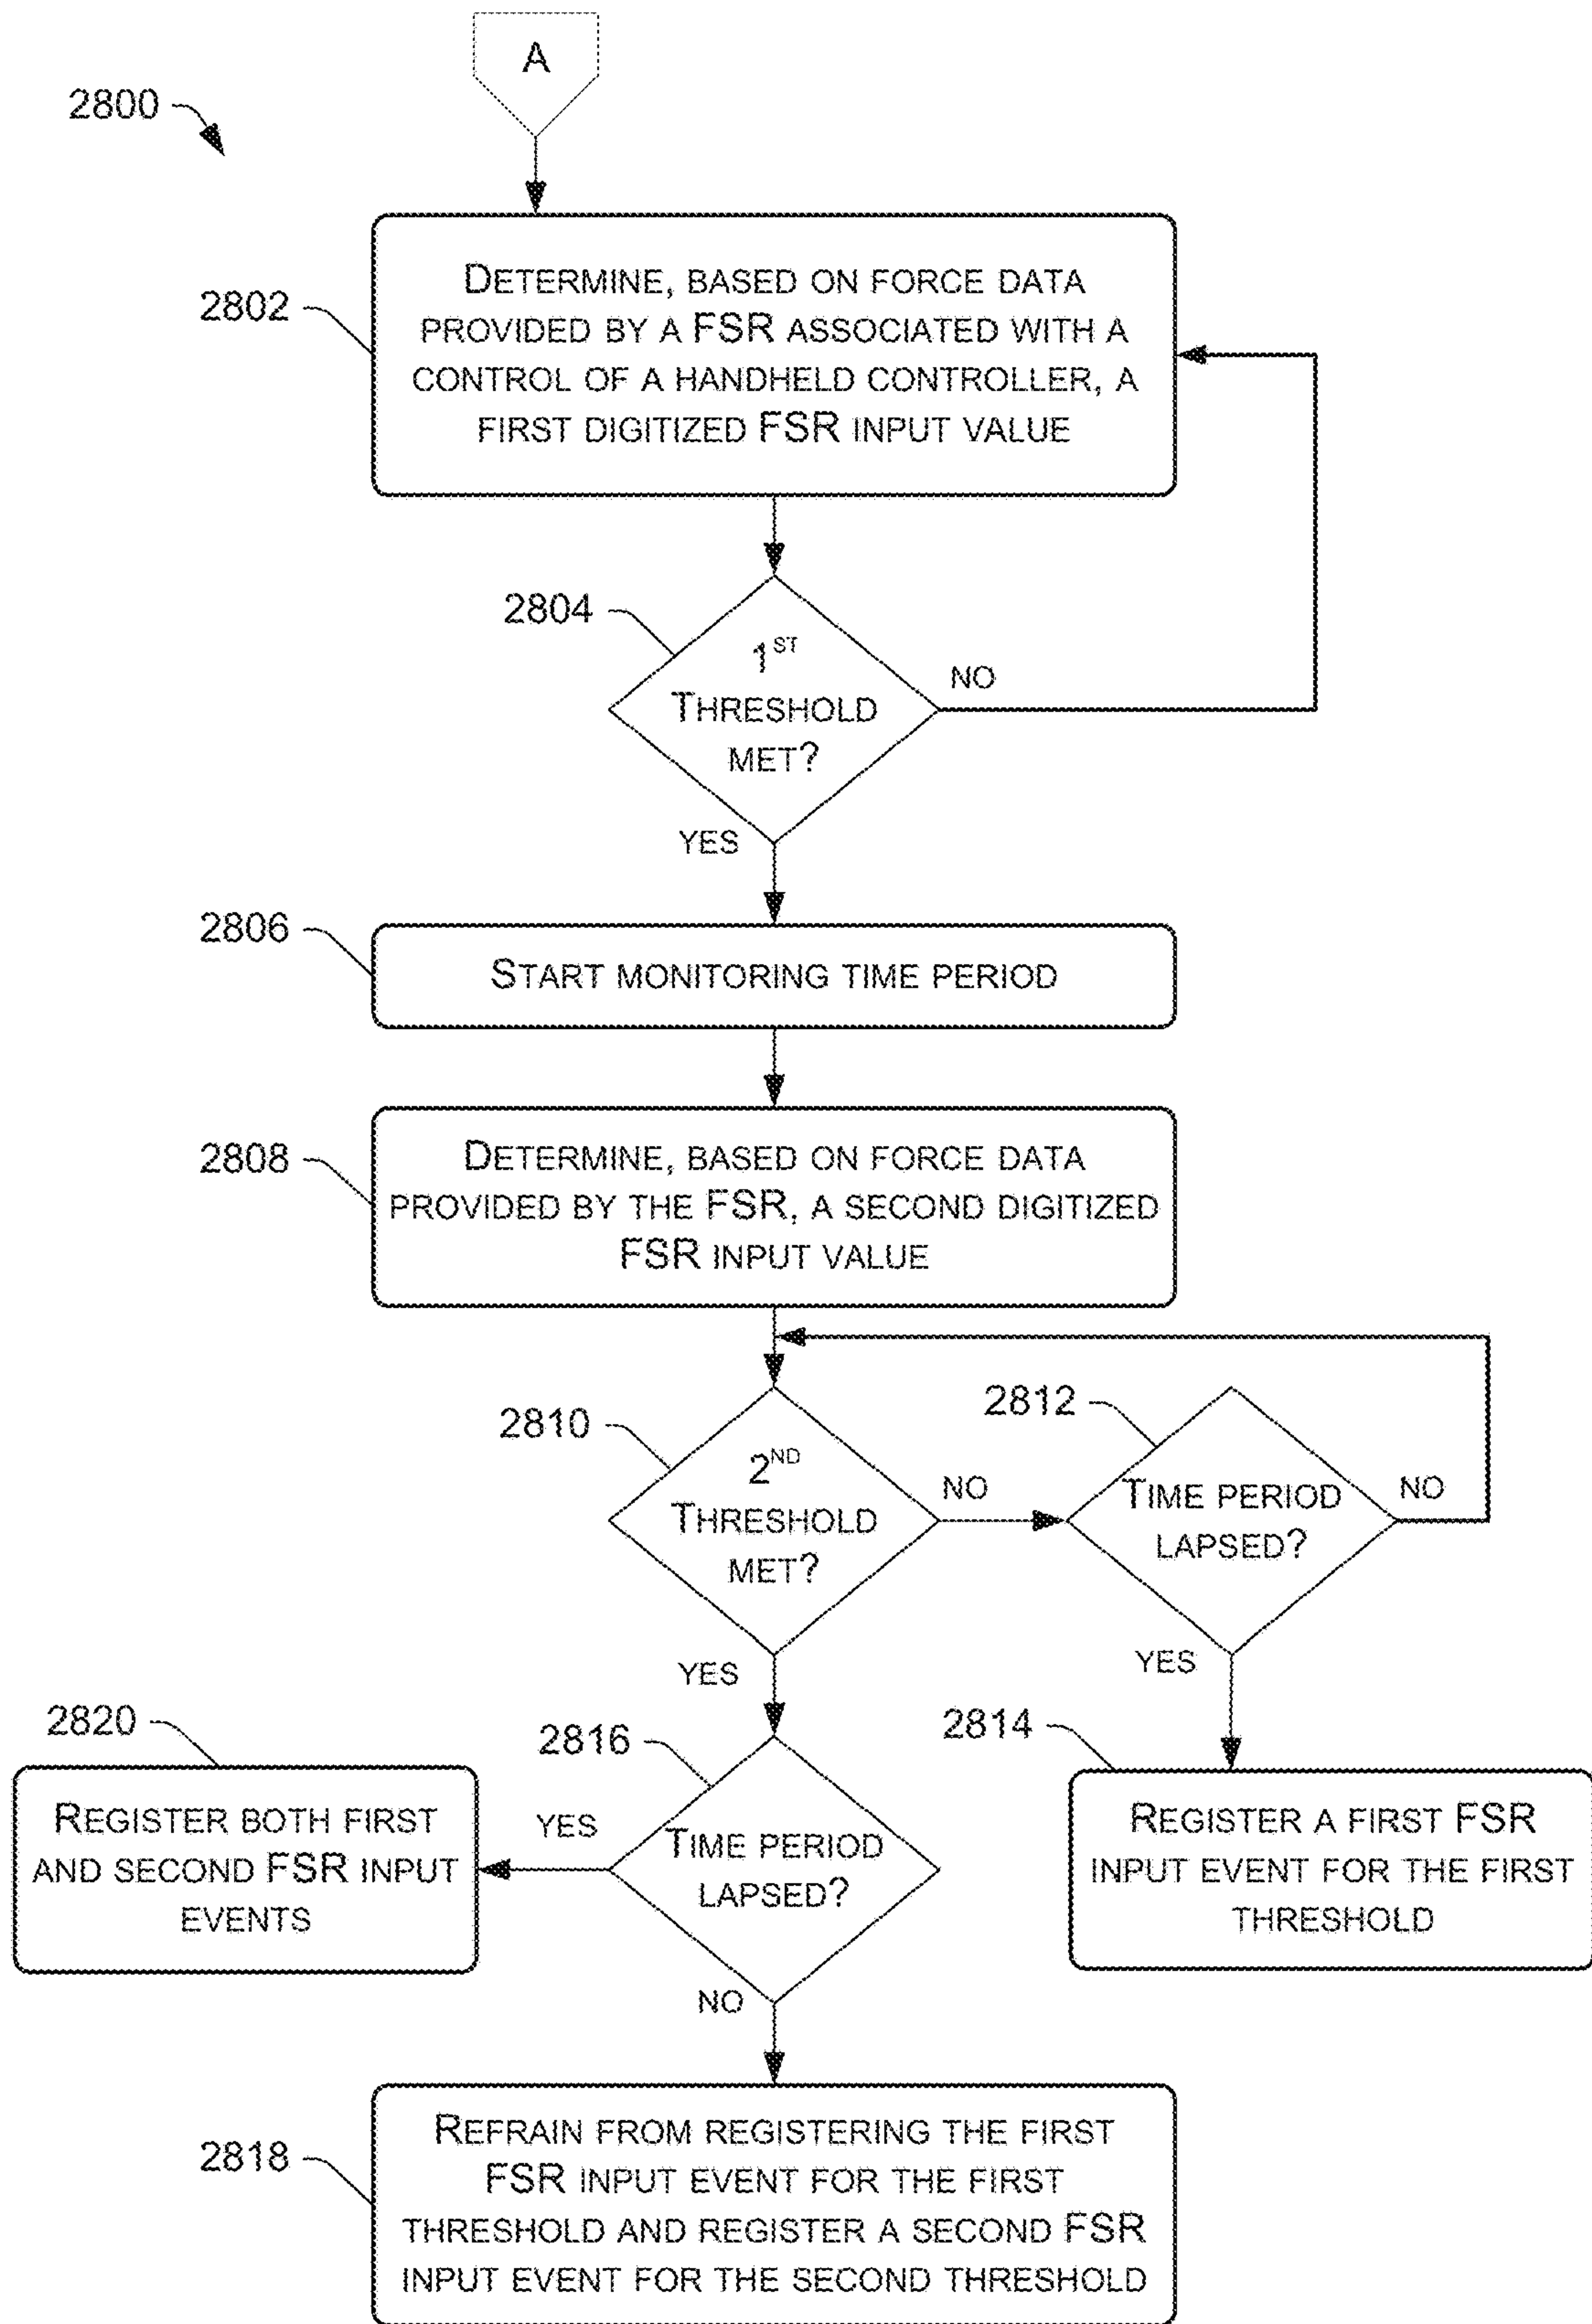 A
2800
2802
DETERMINE, BASED ON FORCE DATA
PROVIDED BY A FSR ASSOCIATED WITH A
CONTROL OF A HANDHELD CONTROLLER, A
FIRST DIGITIZED FSR INPUT VALUE
2804
1ST
THRESHOLD
MET?
NO
YES
2806
START MONITORING TIME PERIOD
2808
DETERMINE, BASED ON FORCE DATA
PROVIDED BY THE FSR, A SECOND DIGITIZED
FSR INPUT VALUE
2810
2ND
THRESHOLD
MET?
NO
YES
2812
TIME PERIOD
LAPSED?
NO
YES
2814
REGISTER A FIRST FSR
INPUT EVENT FOR THE FIRST
THRESHOLD
2816
TIME PERIOD
LAPSED?
YES
NO
2820
REGISTER BOTH FIRST
AND SECOND FSR INPUT
EVENTS
2818
REFRAIN FROM REGISTERING THE FIRST
FSR INPUT EVENT FOR THE FIRST
THRESHOLD AND REGISTER A SECOND FSR
INPUT EVENT FOR THE SECOND THRESHOLD